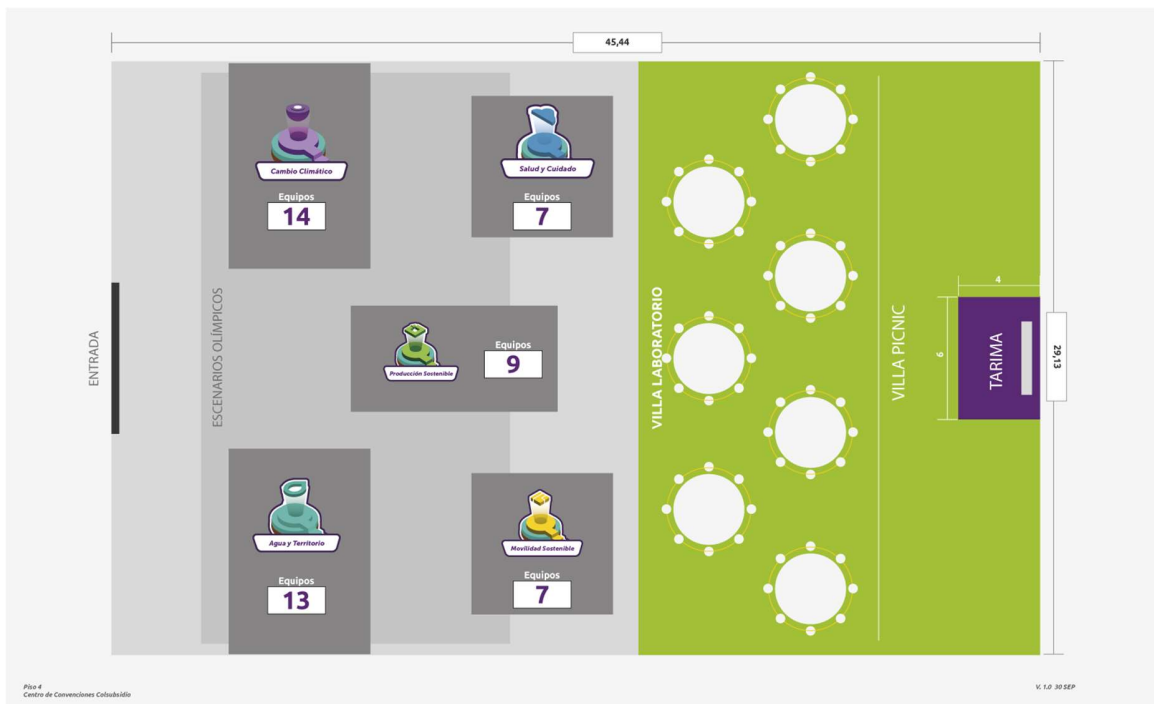 45,44
Cambio Climático
Equipos
14
Salud y Cuidado
Equipos
7
ENTRADA
ESCENARIOS OLÍMPICOS
Producción Sostenible
Equipos
9
VILLA LABORATORIO
VILLA PICNIC
4
6
TARIMA
29,13
Agua y Territorio
Equipos
13
Movilidad Sostenible
Equipos
7
Piso 4
Centro de Convenciones Colsubsidio
V. 1.0 30 SEP